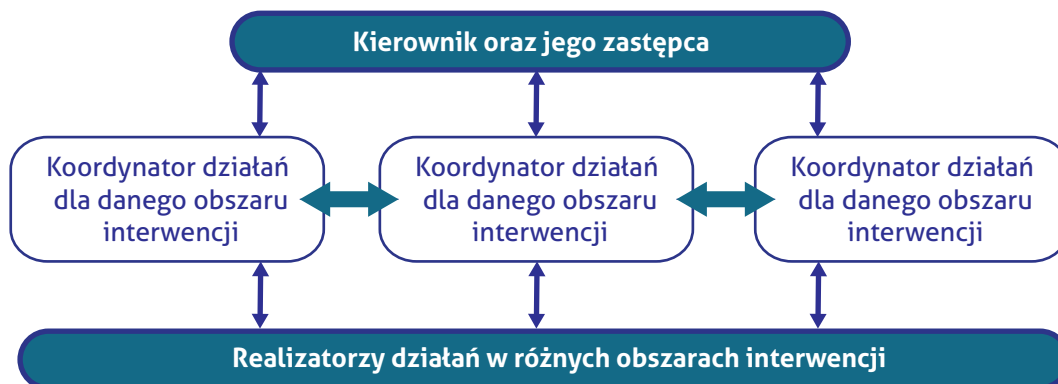 Kierownik oraz jego zastępca
Koordynator działań
dla danego obszaru
interwencji
Koordynator działań
dla danego obszaru
interwencji
Koordynator działań
dla danego obszaru
interwencji
Realizatorzy działań w różnych obszarach interwencji